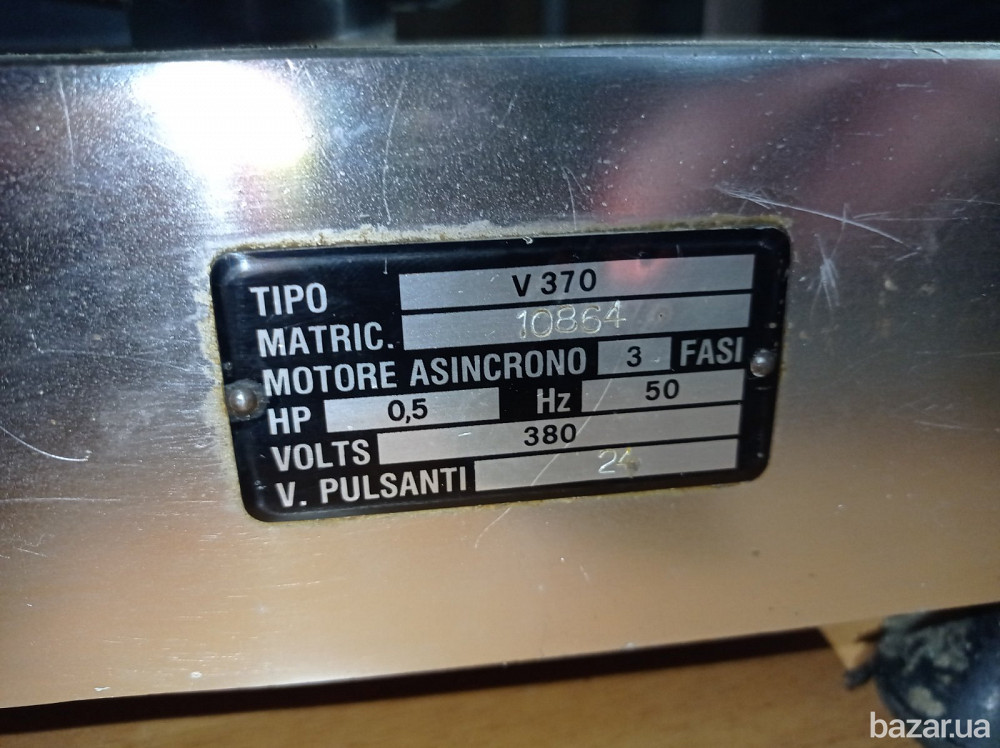 TIPO V 370
MATRIC. 10864
MOTORE ASINCRONO 3 FASI
HP 0,5 Hz 50
VOLTS 380
V. PULSANTI 24
bazar.ua